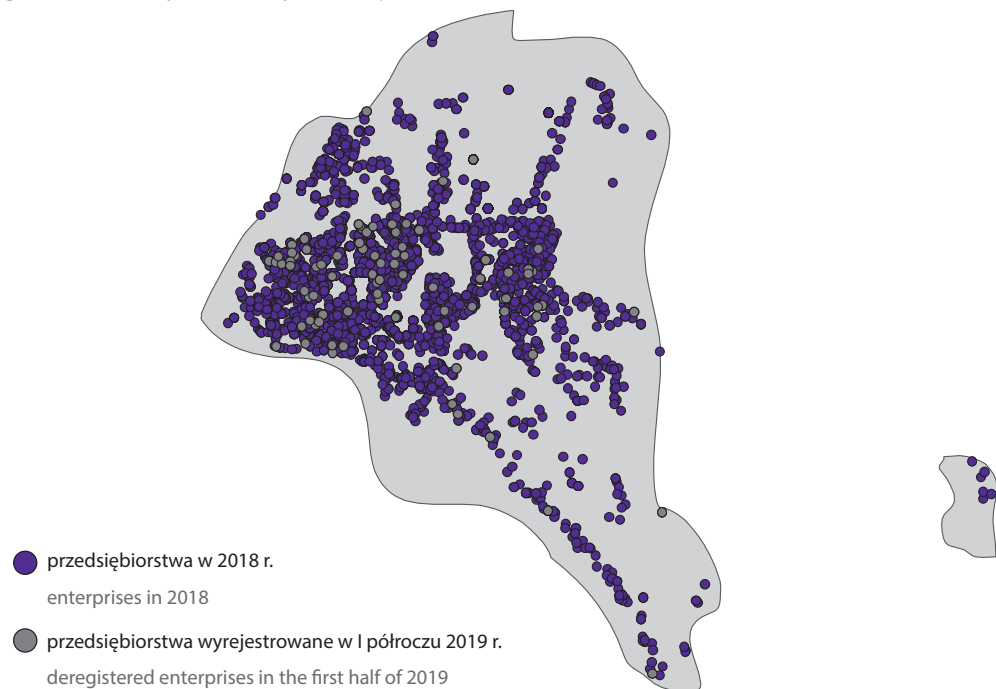 przedsiębiorstwa w 2018 r.
enterprises in 2018
przedsiębiorstwa wyrejestrowane w I półroczu 2019 r.
deregistered enterprises in the first half of 2019